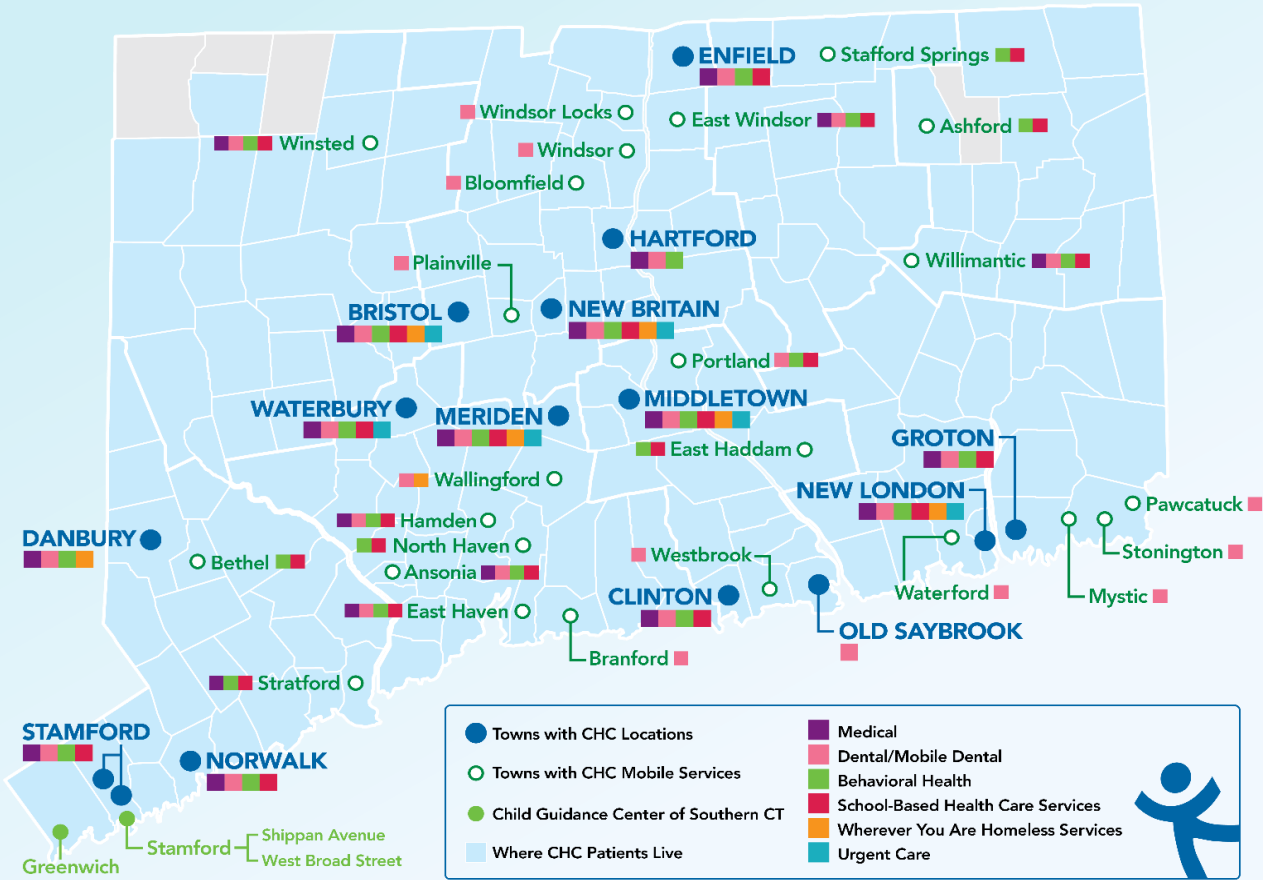 ENFIELD
Stafford Springs
Windsor Locks
East Windsor
Ashford
Winsted
Windsor
Bloomfield
HARTFORD
Plainville
Willimantic
BRISTOL
NEW BRITAIN
Portland
WATERBURY
MERIDEN
MIDDLETOWN
GROTON
East Haddam
Wallingford
NEW LONDON
Pawcatuck
Hamden
DANBURY
North Haven
Westbrook
Stonington
Bethel
Ansonia
CLINTON
Waterford
Mystic
East Haven
OLD SAYBROOK
Branford
Stratford
STAMFORD
NORWALK
Greenwich
Stamford
Shippan Avenue
West Broad Street
Towns with CHC Locations
Towns with CHC Mobile Services
Child Guidance Center of Southern CT
Where CHC Patients Live
Medical
Dental/Mobile Dental
Behavioral Health
School-Based Health Care Services
Wherever You Are Homeless Services
Urgent Care